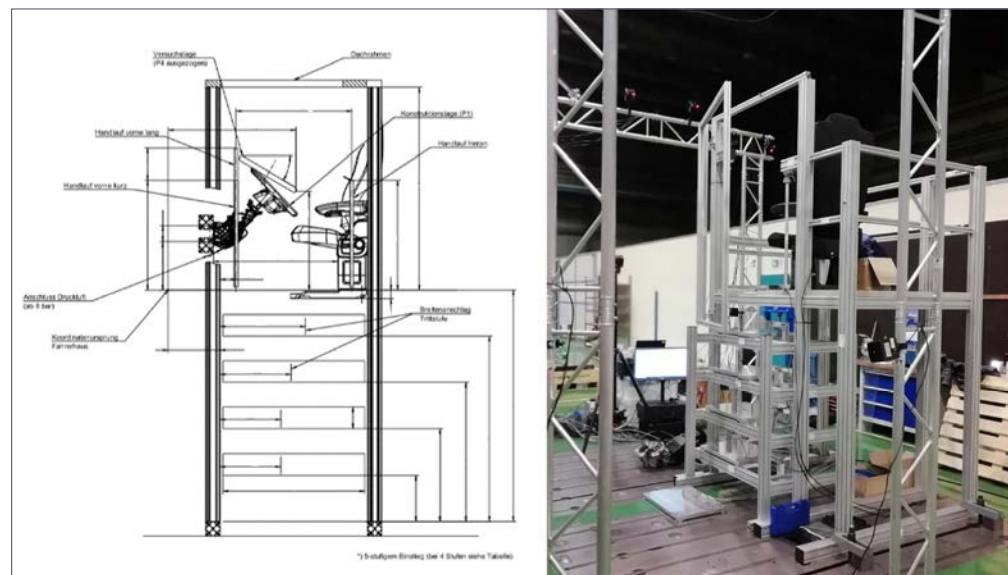 Versuchslage
(P4 ausgezogen)
Dachrahmen
Konstruktionslage (P1)
Handlauf vorne lang
Handlauf hinten
Handlauf vorne kurz
Anschluss Druckluft
(ab 8 bar)
Breitenanschlag
Trittstufe
Koordinatenursprung
Fahrerhaus
*) 5-stufigem Einstieg (bei 4 Stufen siehe Tabelle)